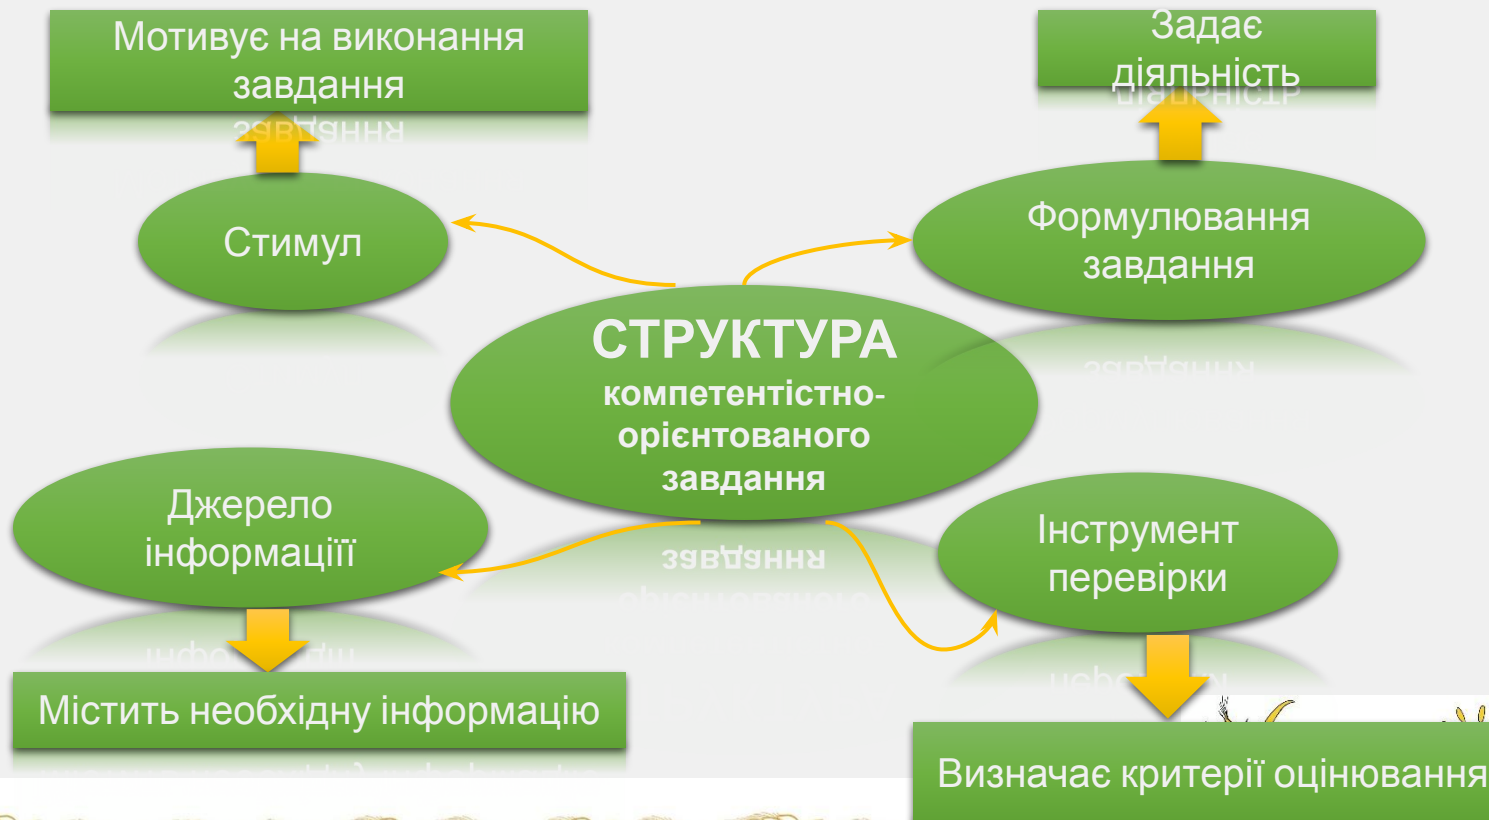 Мотивує на виконання
завдання
Задає
діяльність
Стимул
Формулювання
завдання
СТРУКТУРА
компетентістно-
орієнтованого
завдання
Джерело
інформаціїї
Інструмент
перевірки
Містить необхідну інформацію
Визначає критерії оцінювання